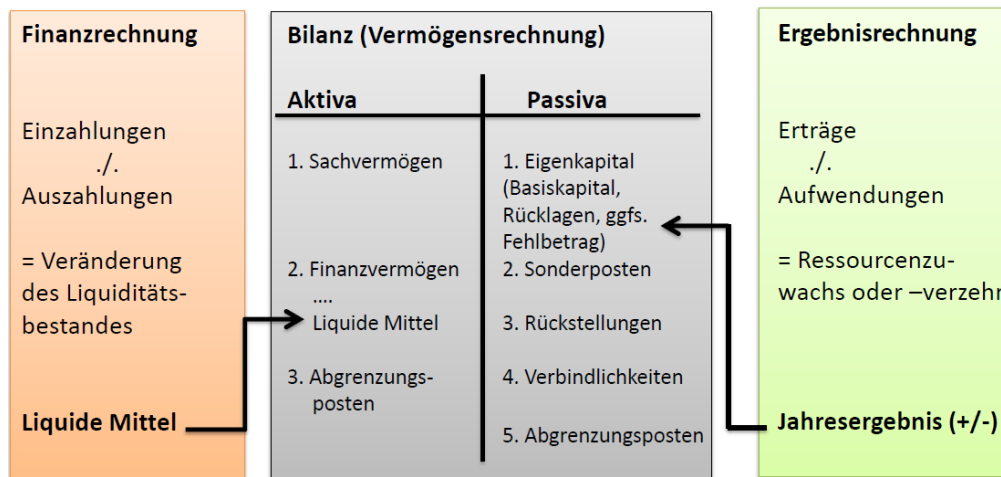 Finanzrechnung
Einzahlungen
./.
Auszahlungen
= Veränderung
des Liquiditäts-
bestandes
Liquide Mittel
Bilanz (Vermögensrechnung)
Aktiva
1. Sachvermögen
2. Finanzvermögen
....
Liquide Mittel
3. Abgrenzungs-
posten
Passiva
1. Eigenkapital
(Basiskapital,
Rücklagen, ggfs.
Fehlbetrag)
2. Sonderposten
3. Rückstellungen
4. Verbindlichkeiten
5. Abgrenzungsposten
Ergebnisrechnung
Erträge
./.
Aufwendungen
= Ressourcenzu-
wachs oder –verzehr
Jahresergebnis (+/-)